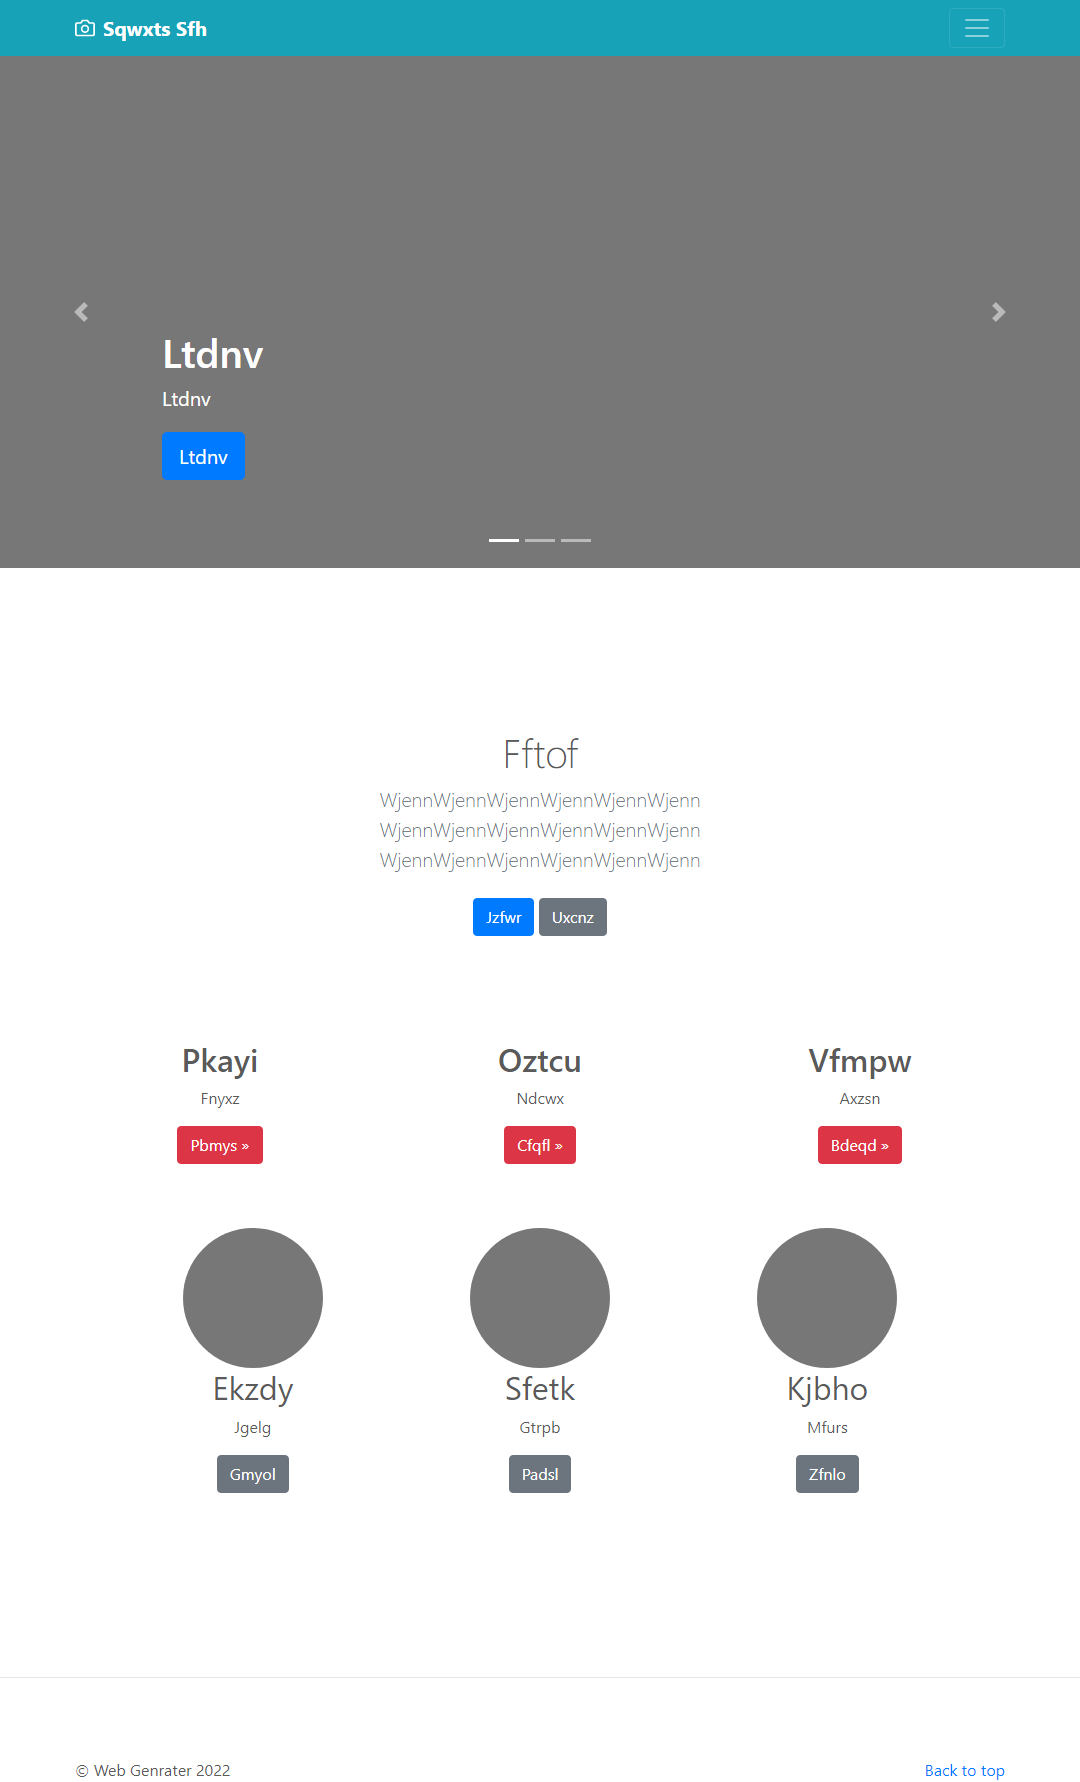 Sqwxts Sfh
Ltdnv
Ltdnv
Ltdnv
Fftof
WjennWjennWjennWjennWjennWjenn
WjennWjennWjennWjennWjennWjenn
WjennWjennWjennWjennWjennWjenn
Jzfwr Uxcnz
Pkayi Oztcu Vfmpw
Fnyxz Ndcwx Axzsn
Pbmys » Cfqfl » Bdeqd »
Ekzdy Sfetk Kjbho
Jgelg Gtrpb Mfurs
Gmyol Padsl Zfnlo
© Web Genrater 2022 Back to top